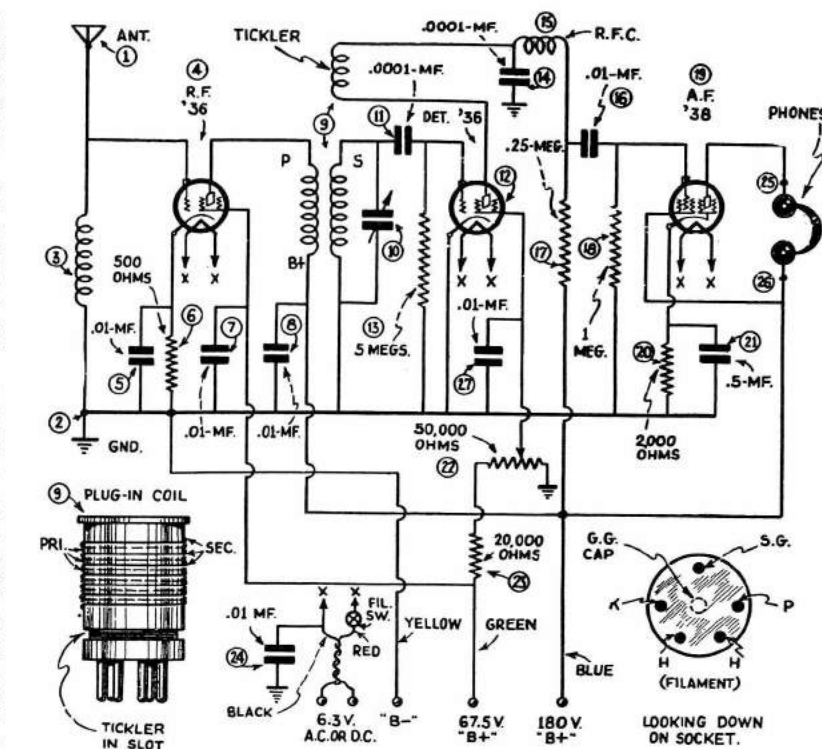 ANT.
①
TICKLER
.0001-MF.
⑮
R.F.C.
④
R.F.
'36
.0001-MF.
⑭
.01-MF.
⑯
⑲
A.F.
'38
PHONES
⑨
⑪
DET. '36
.25-MEG.
⑫
㉕
P
S
③
500
OHMS
⑩
⑰
⑱
B+
X X
X X
X X
㉖
.01-MF.
⑥
⑦
⑧
⑬
.5 MEGS.
.01-MF.
1
MEG.
⑳
㉑
⑤
㉗
.5-MF.
②
.01-MF.
.01-MF.
GND.
50,000
OHMS
㉒
2,000
OHMS
⑨ PLUG-IN COIL
PRI.
SEC.
20,000
OHMS
㉓
G.G.
CAP
S.G.
X X
FIL.
SW.
K
P
.01 MF.
YELLOW
GREEN
RED
H
H
㉔
BLUE
(FILAMENT)
BLACK
TICKLER
IN SLOT
6.3 V.
A.C. OR D.C.
"B-"
67.5 V.
"B+"
180 V.
"B+"
LOOKING DOWN
ON SOCKET.